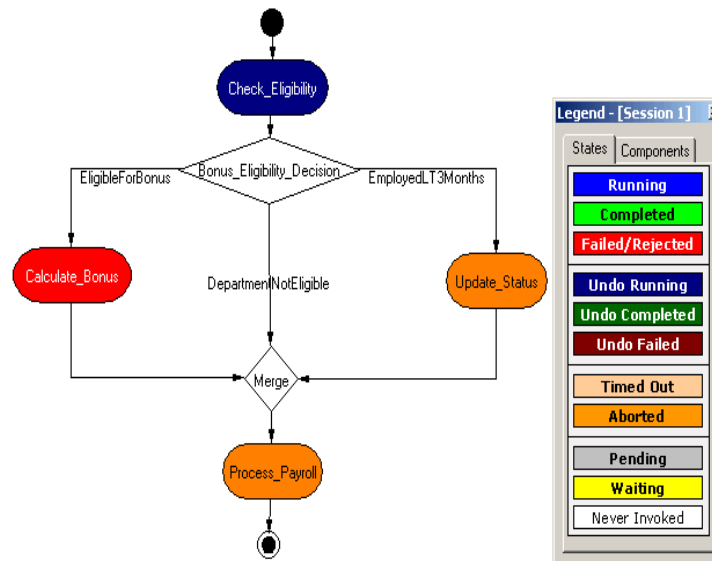 Check_Eligibility
Bonus_Eligibility_Decision
EligibleForBonus
EmployedLT3Months
Calculate_Bonus
DepartmentNotEligible
Update_Status
Merge
Process_Payroll
Legend - [Session 1]
States
Components
Running
Completed
Failed/Rejected
Undo Running
Undo Completed
Undo Failed
Timed Out
Aborted
Pending
Waiting
Never Invoked